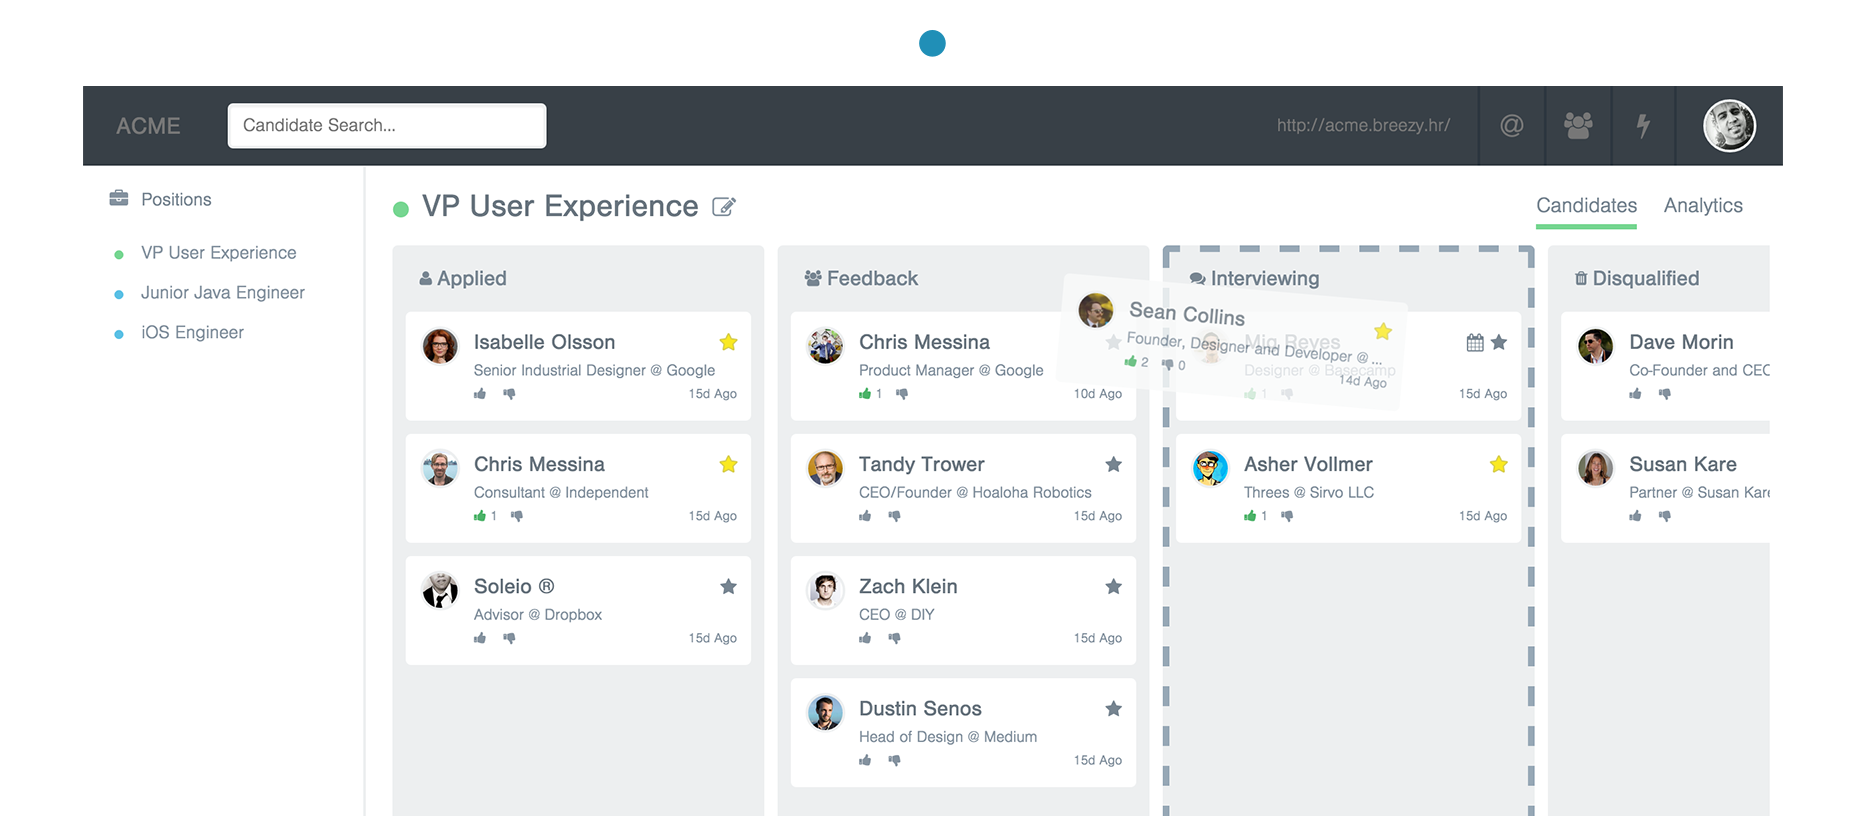 ACME
Candidate Search...
http://acme.breezy.hr/
@
Positions
VP User Experience
Junior Java Engineer
iOS Engineer
VP User Experience
Candidates
Analytics
Applied
Isabelle Olsson
Senior Industrial Designer @ Google
15d Ago
Chris Messina
Consultant @ Independent
1
15d Ago
Soleio ®
Advisor @ Dropbox
15d Ago
Feedback
Chris Messina
Product Manager @ Google
1
10d Ago
Tandy Trower
CEO/Founder @ Hoaloha Robotics
15d Ago
Zach Klein
CEO @ DIY
15d Ago
Dustin Senos
Head of Design @ Medium
15d Ago
Sean Collins
Founder, Designer and Developer @ ...
2 0
14d Ago
Interviewing
Mig Reyes
Designer @ Basecamp
1
15d Ago
Asher Vollmer
Threes @ Sirvo LLC
1
15d Ago
Disqualified
Dave Morin
Co-Founder and CEC
Susan Kare
Partner @ Susan Kare